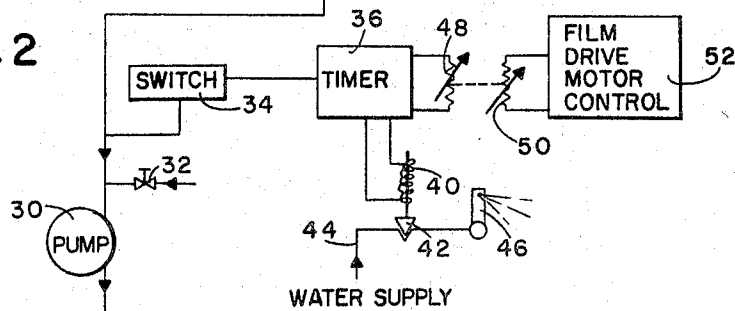 . 2
36
48
FILM
DRIVE
MOTOR
CONTROL
52
SWITCH
34
TIMER
50
32
40
30
PUMP
44
42
46
WATER SUPPLY